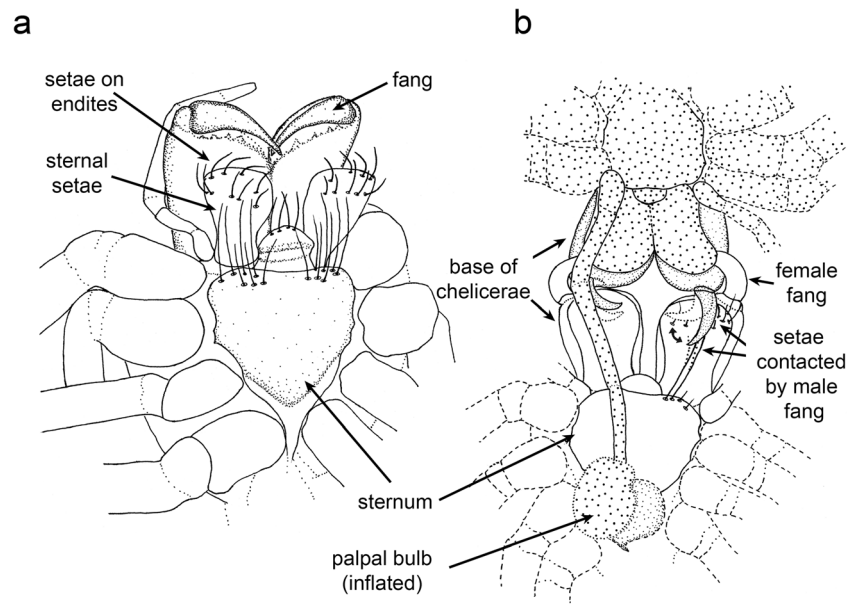 a
setae on
endites
fang
sternal
setae
b
base of
chelicerae
female
fang
setae
contacted
by male
fang
sternum
palpal bulb
(inflated)